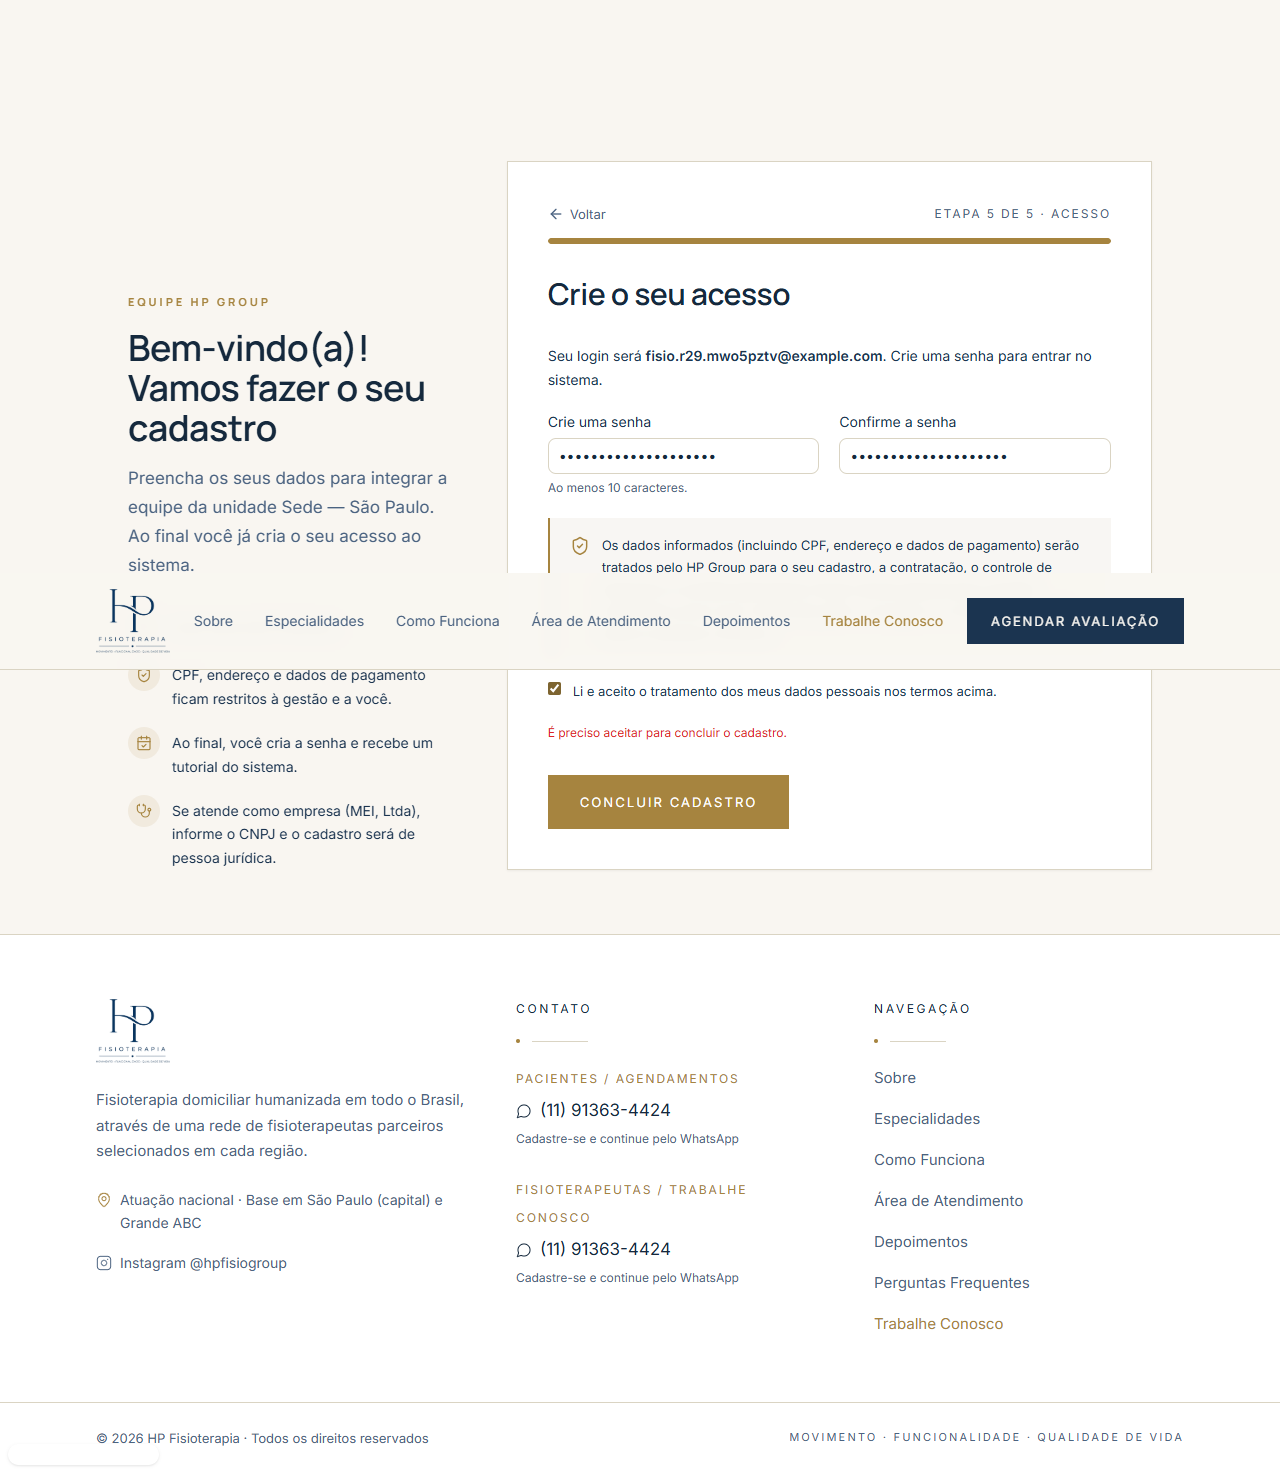 Voltar
ETAPA 5 DE 5 · ACESSO
Crie o seu acesso
EQUIPE HP GROUP
Bem-vindo(a)!
Vamos fazer o seu
cadastro
Preencha os seus dados para integrar a
equipe da unidade Sede — São Paulo.
Ao final você já cria o seu acesso ao
sistema.
Seu login será fisio.r29.mwo5pztv@example.com. Crie uma senha para entrar no
sistema.
Crie uma senha
Confirme a senha
Ao menos 10 caracteres.
Os dados informados (incluindo CPF, endereço e dados de pagamento) serão
tratados pelo HP Group para o seu cadastro, a contratação, o controle de
HP
FISIOTERAPIA
Sobre
Especialidades
Como Funciona
Área de Atendimento
Depoimentos
Trabalhe Conosco
AGENDAR AVALIAÇÃO
CPF, endereço e dados de pagamento
ficam restritos à gestão e a você.
Ao final, você cria a senha e recebe um
tutorial do sistema.
Se atende como empresa (MEI, Ltda),
informe o CNPJ e o cadastro será de
pessoa jurídica.
Li e aceito o tratamento dos meus dados pessoais nos termos acima.
É preciso aceitar para concluir o cadastro.
CONCLUIR CADASTRO
HP
FISIOTERAPIA
Fisioterapia domiciliar humanizada em todo o Brasil,
através de uma rede de fisioterapeutas parceiros
selecionados em cada região.
Atuação nacional · Base em São Paulo (capital) e
Grande ABC
Instagram @hpfisiogroup
CONTATO
PACIENTES / AGENDAMENTOS
(11) 91363-4424
Cadastre-se e continue pelo WhatsApp
FISIOTERAPEUTAS / TRABALHE
CONOSCO
(11) 91363-4424
Cadastre-se e continue pelo WhatsApp
NAVEGAÇÃO
Sobre
Especialidades
Como Funciona
Área de Atendimento
Depoimentos
Perguntas Frequentes
Trabalhe Conosco
© 2026 HP Fisioterapia · Todos os direitos reservados
MOVIMENTO · FUNCIONALIDADE · QUALIDADE DE VIDA